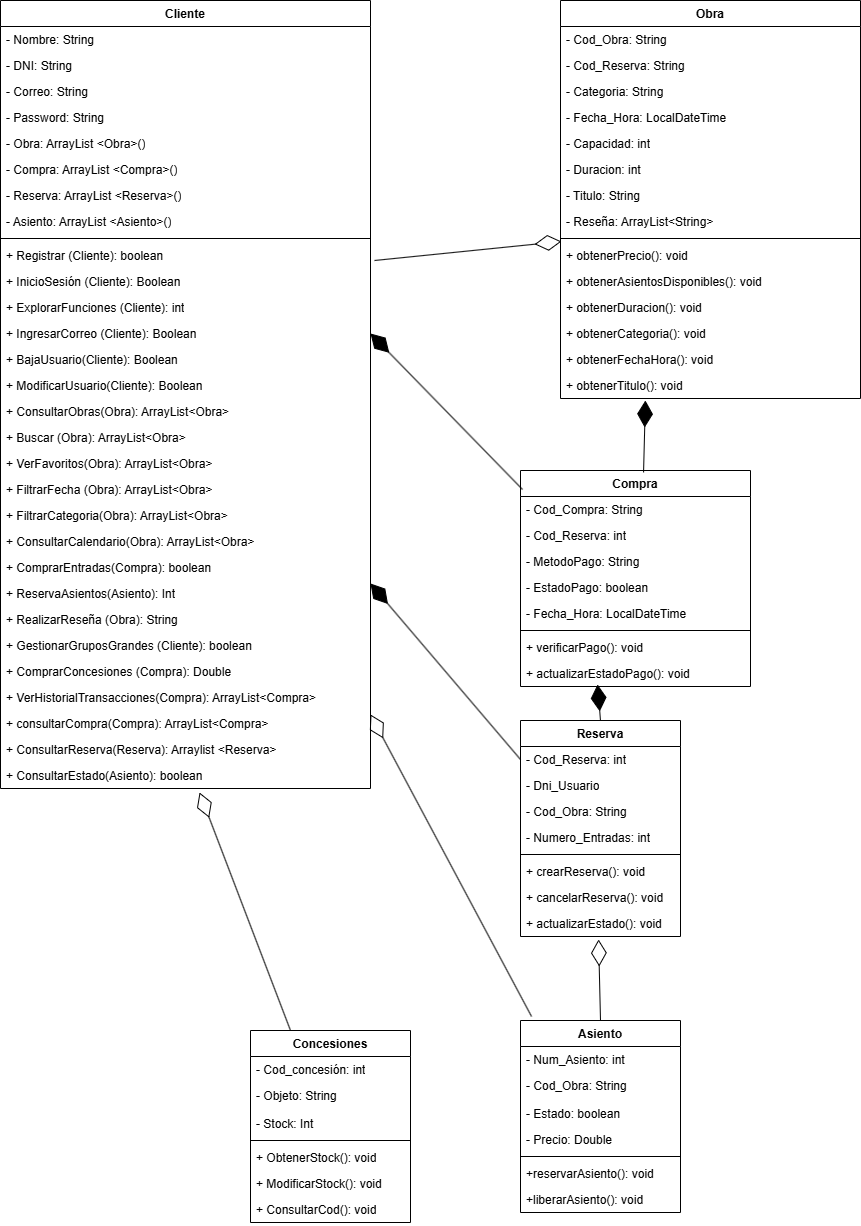 Cliente
- Nombre: String
- DNI: String
- Correo: String
- Password: String
- Obra: ArrayList <Obra>()
- Compra: ArrayList <Compra>()
- Reserva: ArrayList <Reserva>()
- Asiento: ArrayList <Asiento>()
+ Registrar (Cliente): boolean
+ InicioSesión (Cliente): Boolean
+ ExplorarFunciones (Cliente): int
+ IngresarCorreo (Cliente): Boolean
+ BajaUsuario(Cliente): Boolean
+ ModificarUsuario(Cliente): Boolean
+ ConsultarObras(Obra): ArrayList<Obra>
+ Buscar (Obra): ArrayList<Obra>
+ VerFavoritos(Obra): ArrayList<Obra>
+ FiltrarFecha (Obra): ArrayList<Obra>
+ FiltrarCategoria(Obra): ArrayList<Obra>
+ ConsultarCalendario(Obra): ArrayList<Obra>
+ ComprarEntradas(Compra): boolean
+ ReservaAsientos(Asiento): Int
+ RealizarReseña (Obra): String
+ GestionarGruposGrandes (Cliente): boolean
+ ComprarConcesiones (Compra): Double
+ VerHistorialTransacciones(Compra): ArrayList<Compra>
+ consultarCompra(Compra): ArrayList<Compra>
+ ConsultarReserva(Reserva): Arraylist <Reserva>
+ ConsultarEstado(Asiento): boolean
Obra
- Cod_Obra: String
- Cod_Reserva: String
- Categoria: String
- Fecha_Hora: LocalDateTime
- Capacidad: int
- Duracion: int
- Titulo: String
- Reseña: ArrayList<String>
+ obtenerPrecio(): void
+ obtenerAsientosDisponibles(): void
+ obtenerDuracion(): void
+ obtenerCategoria(): void
+ obtenerFechaHora(): void
+ obtenerTitulo(): void
Compra
- Cod_Compra: String
- Cod_Reserva: int
- MetodoPago: String
- EstadoPago: boolean
- Fecha_Hora: LocalDateTime
+ verificarPago(): void
+ actualizarEstadoPago(): void
Reserva
- Cod_Reserva: int
- Dni_Usuario
- Cod_Obra: String
- Numero_Entradas: int
+ crearReserva(): void
+ cancelarReserva(): void
+ actualizarEstado(): void
Concesiones
- Cod_concesión: int
- Objeto: String
- Stock: Int
+ ObtenerStock(): void
+ ModificarStock(): void
+ ConsultarCod(): void
Asiento
- Num_Asiento: int
- Cod_Obra: String
- Estado: boolean
- Precio: Double
+reservarAsiento(): void
+liberarAsiento(): void